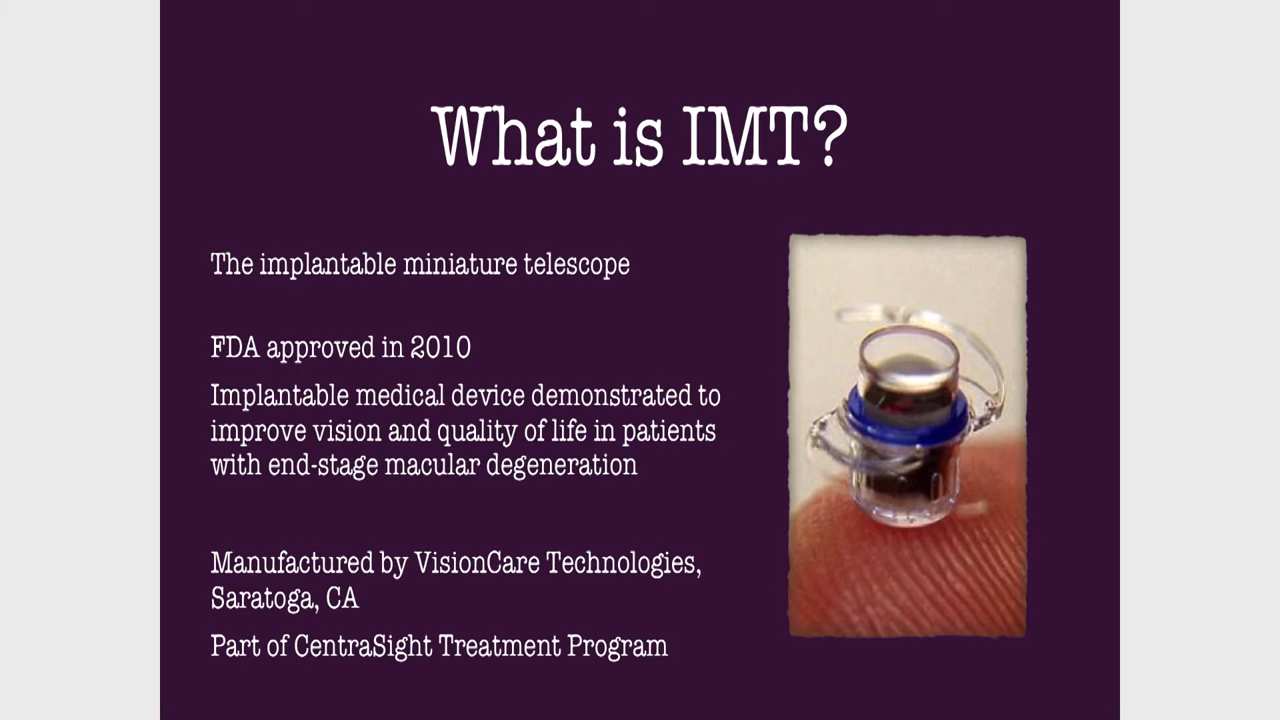 What is IMT?
The implantable miniature telescope
FDA approved in 2010
Implantable medical device demonstrated to
improve vision and quality of life in patients
with end-stage macular degeneration
Manufactured by VisionCare Technologies,
Saratoga, CA
Part of CentraSight Treatment Program